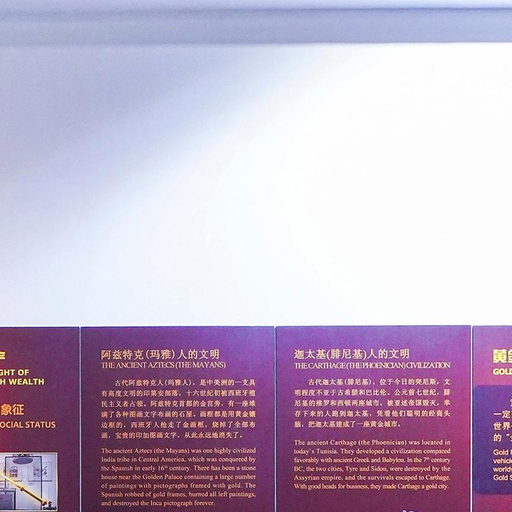 GHT OF
H WEALTH
象征
OCIAL STATUS
阿兹特克（玛雅）人的文明
THE ANCIENT AZTECS (THE MAYANS)
古代阿兹特克人（玛雅人），是中美洲的一支具
有高度文明的印第安部落，十六世纪初被西班牙殖
民主义者占领。阿兹特克首都的金宫旁，有一座堆
满了各种图画文字布画的石屋，画框都是用黄金镶
边框的，西班牙人抢走了金画框，烧掉了全部布
画，宝贵的印加图画文字，从此永远消失了。
The ancient Aztecs (the Mayans) was one highly civilized
India tribe in Central America, which was conquered by
the Spanish in early 16th century. There has been a stone
house near the Golden Palace containing a large number
of paintings with pictographs framed with gold. The
Spanish robbed of gold frames, burned all left paintings,
and destroyed the Inca pictograph forever.
迦太基(腓尼基)人的文明
THE CARTHAGE (THE PHOENICIAN) CIVILIZATION
古代迦太基(腓尼基)，位于今日的突尼斯，文
明程度不亚于古希腊和巴比伦。公元前七世纪，腓
尼基的推罗和西顿两座城市，被亚述帝国毁灭，幸
存下来的人跑到迦太基，凭着他们聪明的经商头
脑，把迦太基建成了一座黄金城市。
The ancient Carthage (the Phoenician) was located in
today's Tunisia. They developed a civilization compared
favorably with ancient Greek and Babylon. In the 7th century
BC, the two cities, Tyre and Sidon, were destroyed by the
Assyrian empire, and the survivals escaped to Carthage.
With good heads for business, they made Carthage a gold city.
黄金
GOLD
一定
世界
的
Gold h
vehicl
world
Gold S